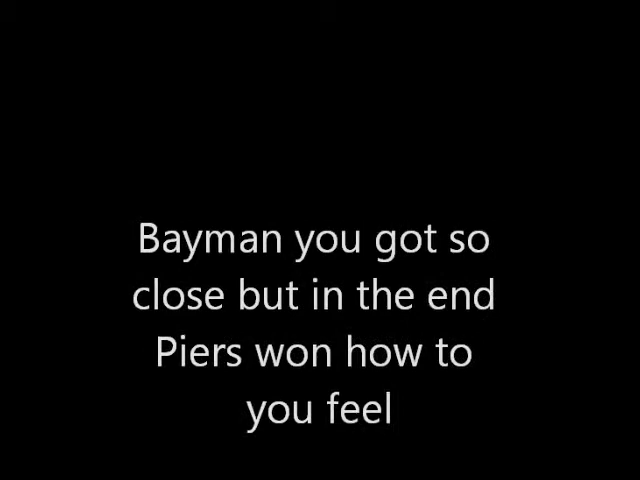 Bayman you got so
close but in the end
Piers won how to
you feel